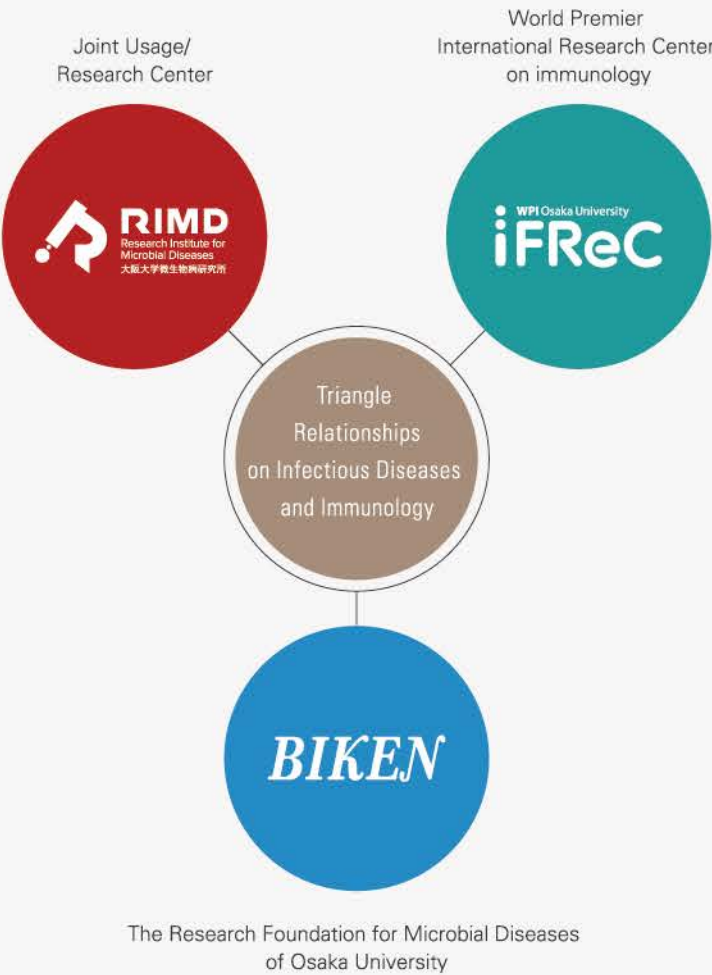 Joint Usage/
Research Center
World Premier
International Research Center
on immunology
RIMD
Research Institute for
Microbial Diseases
大阪大学微生物病研究所
WPI Osaka University
iFReC
Triangle
Relationships
on Infectious Diseases
and Immunology
BIKEN
The Research Foundation for Microbial Diseases
of Osaka University